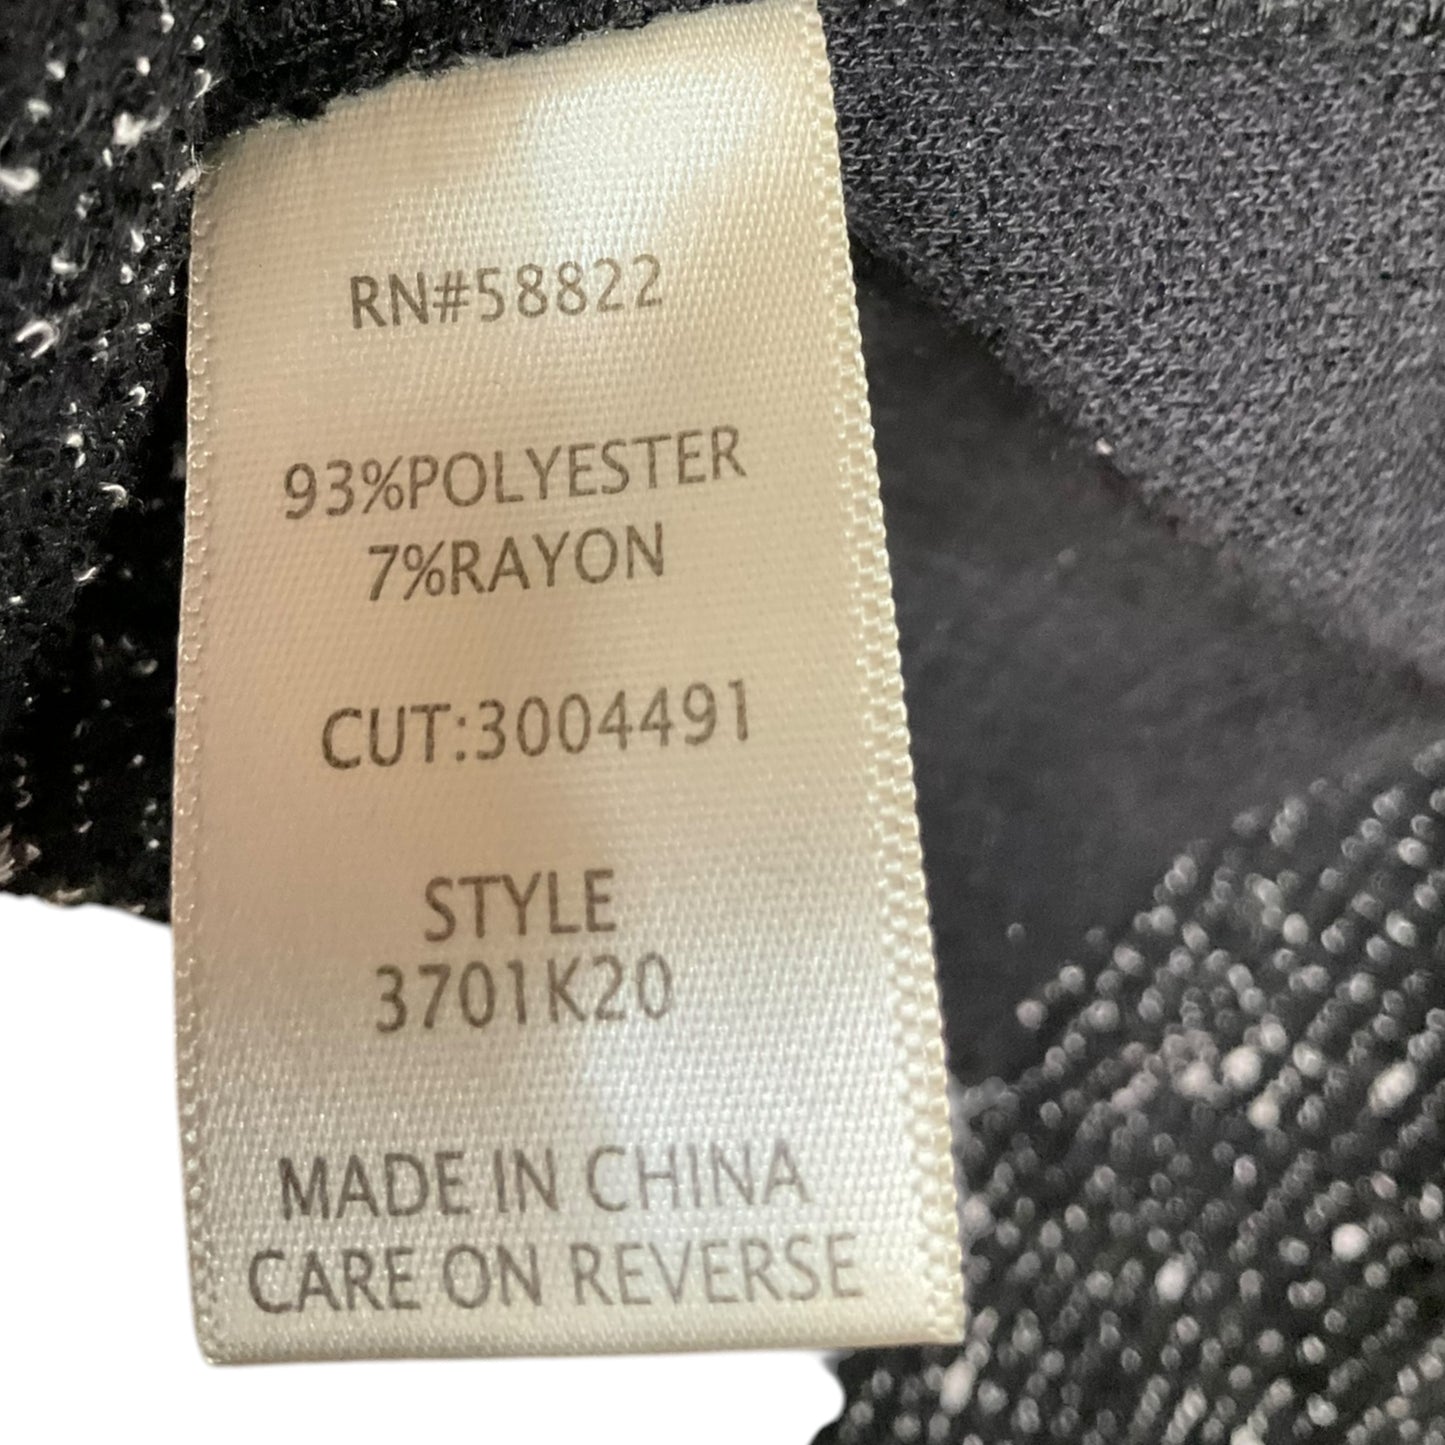 RN#58822
93%POLYESTER
7%RAYON
CUT:3004491
STYLE
3701K20
MADE IN CHINA
CARE ON REVERSE